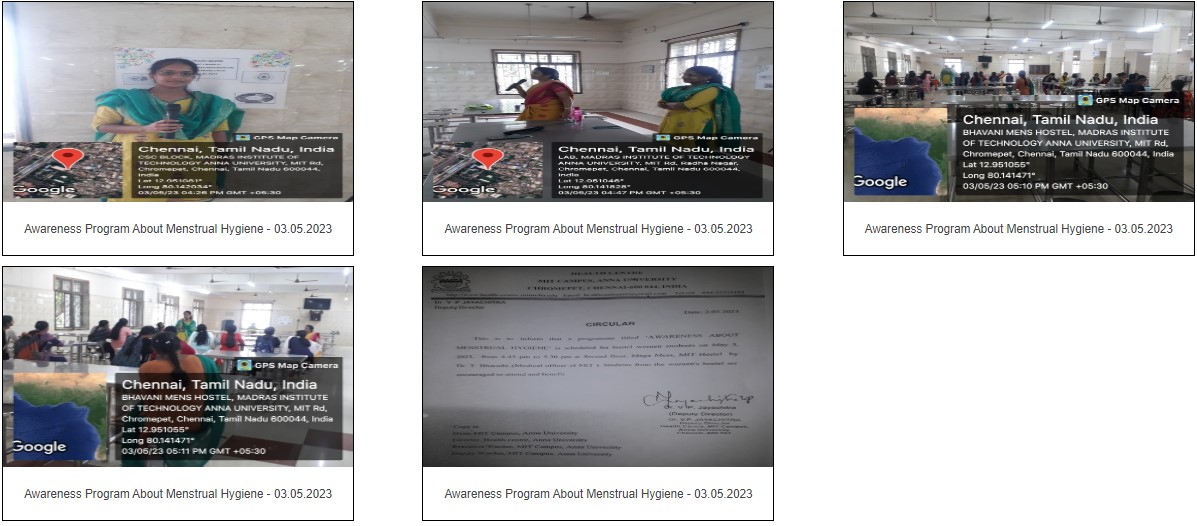 GPS Map Camera
Chennai, Tamil Nadu, India
CSC BLOCK, MADRAS INSTITUTE OF
TECHNOLOGY ANNA UNIVERSITY, MIT Rd,
Chromepet, Chennai, Tamil Nadu 600044,
India
Lat 12.951081°
Long 80.142034°
03/05/23 04:26 PM GMT +05:30
Google
Awareness Program About Menstrual Hygiene - 03.05.2023
GPS Map Camera
Chennai, Tamil Nadu, India
LAB, MADRAS INSTITUTE OF TECHNOLOGY
ANNA UNIVERSITY, MIT Rd, Radha Nagar,
Chromepet, Chennai, Tamil Nadu 600044,
India
Lat 12.951046°
Long 80.141828°
03/05/23 04:47 PM GMT +05:30
Google
Awareness Program About Menstrual Hygiene - 03.05.2023
GPS Map Camera
Chennai, Tamil Nadu, India
BHAVANI MENS HOSTEL, MADRAS INSTITUTE
OF TECHNOLOGY ANNA UNIVERSITY, MIT Rd,
Chromepet, Chennai, Tamil Nadu 600044, India
Lat 12.951055°
Long 80.141471°
03/05/23 05:10 PM GMT +05:30
Google
Awareness Program About Menstrual Hygiene - 03.05.2023
GPS Map Camera
Chennai, Tamil Nadu, India
BHAVANI MENS HOSTEL, MADRAS INSTITUTE
OF TECHNOLOGY ANNA UNIVERSITY, MIT Rd,
Chromepet, Chennai, Tamil Nadu 600044, India
Lat 12.951055°
Long 80.141471°
03/05/23 05:11 PM GMT +05:30
Google
Awareness Program About Menstrual Hygiene - 03.05.2023
HEALTH CENTRE
MIT CAMPUS, ANNA UNIVERSITY
CHROMEPET, CHENNAI-600 044, INDIA
Deputy Director
Date: 2.05.2023
CIRCULAR
This is to inform that a programme titled "AWARENESS ABOUT
MENSTRUAL HYGIENE" is scheduled for hostel women students on May 3,
2023, from 4.15 pm to 5.30 pm at Second floor, Mega Mess, MIT Hostel by
Dr. T. Bharathi (Medical officer of MIT). Students from the women's hostel are
encouraged to attend and benefit.
Dr. V.P. Jayachitra
(Deputy Director)
Copy to
Dean, MIT Campus, Anna University
Director, Health centre, Anna University
Executive Warden, MIT Campus, Anna University
Deputy Warden, MIT Campus, Anna University
Awareness Program About Menstrual Hygiene - 03.05.2023